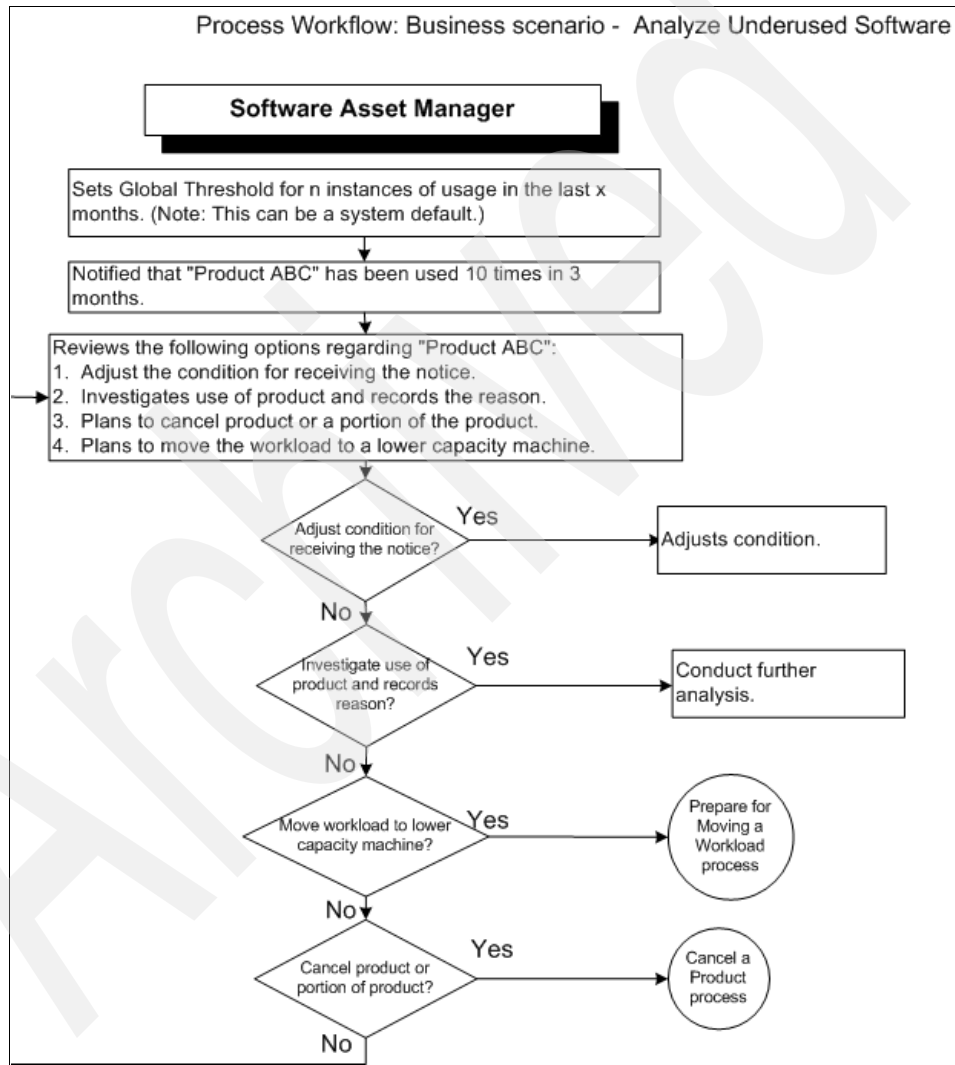 Process Workflow: Business scenario - Analyze Underused Software
Software Asset Manager
Sets Global Threshold for n instances of usage in the last x
months. (Note: This can be a system default.)
Notified that "Product ABC" has been used 10 times in 3
months.
Reviews the following options regarding "Product ABC":
1. Adjust the condition for receiving the notice.
2. Investigates use of product and records the reason.
3. Plans to cancel product or a portion of the product.
4. Plans to move the workload to a lower capacity machine.
Adjust condition for
receiving the notice?
Yes
Adjusts condition.
No
Investigate use of
product and records
reason?
Yes
Conduct further
analysis.
No
Move workload to lower
capacity machine?
Yes
Prepare for
Moving a
Workload
process
No
Cancel product or
portion of product?
Yes
Cancel a
Product
process
No
Archived